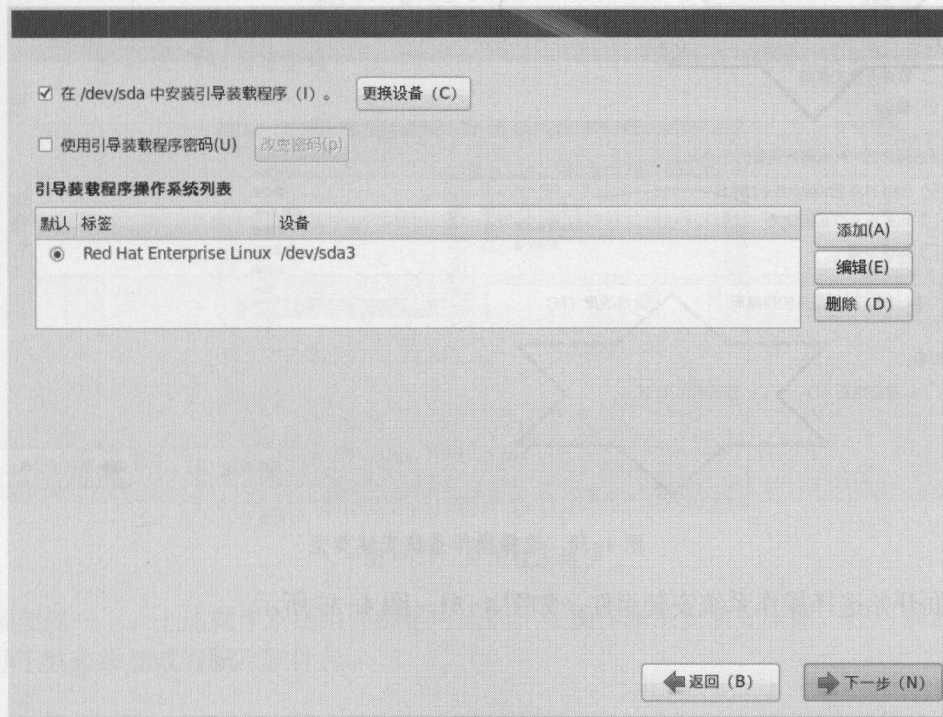 在 /dev/sda 中安装引导装载程序（I）。 更换设备（C）
使用引导装载程序密码(U) 改变密码(p)
引导装载程序操作系统列表
默认 标签 设备
Red Hat Enterprise Linux /dev/sda3
添加(A)
编辑(E)
删除（D）
返回（B） 下一步（N）